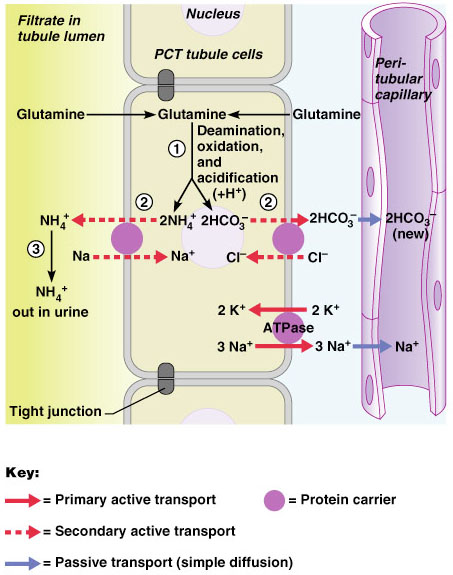 Filtrate in
tubule lumen
Nucleus
PCT tubule cells
Peri-
tubular
capillary
Glutamine
Glutamine
Glutamine
Deamination,
oxidation,
and
acidification
(+H⁺)
1
2
2
NH₄⁺
2NH₄⁺ 2HCO₃⁻
2HCO₃⁻
2HCO₃⁻
(new)
3
Na
Na⁺
Cl⁻
Cl⁻
NH₄⁺
out in urine
2 K⁺
2 K⁺
ATPase
3 Na⁺
3 Na⁺
Na⁺
Tight junction
Key:
= Primary active transport
= Protein carrier
= Secondary active transport
= Passive transport (simple diffusion)